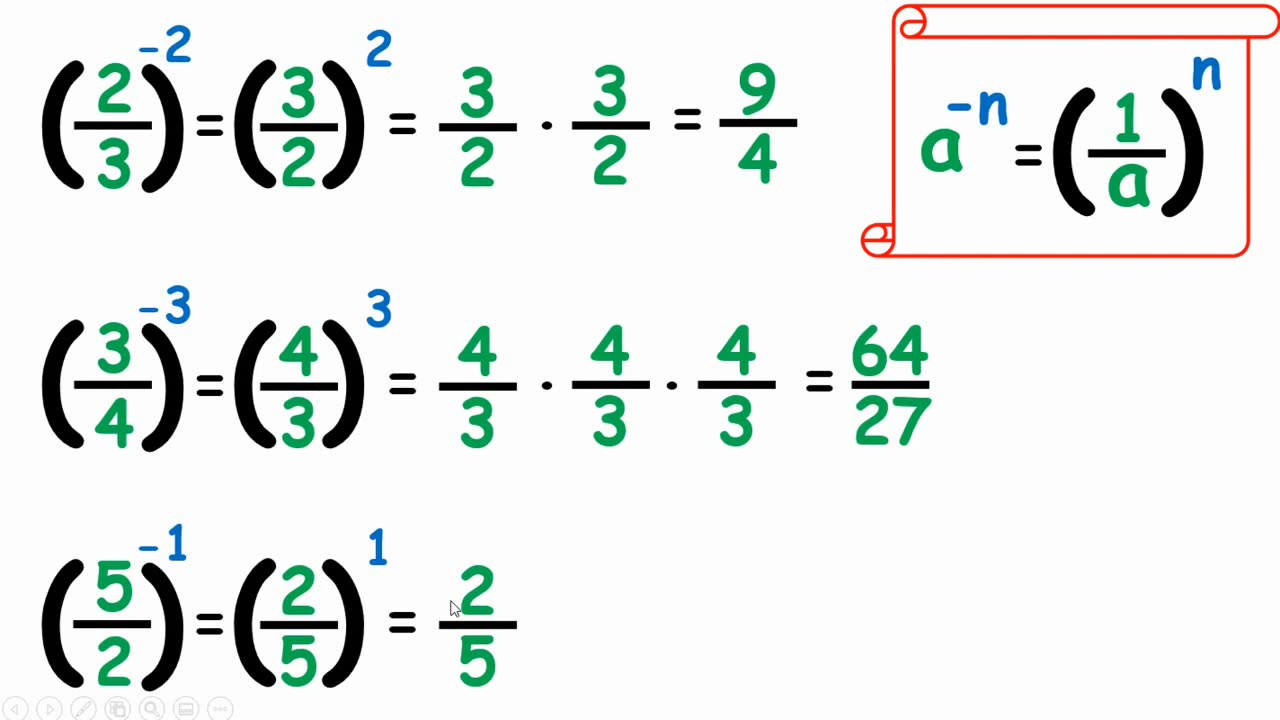 (2/3)^-2 = (3/2)^2 = 3/2 · 3/2 = 9/4
a^-n = (1/a)^n
(3/4)^-3 = (4/3)^3 = 4/3 · 4/3 · 4/3 = 64/27
(5/2)^-1 = (2/5)^1 = 2/5